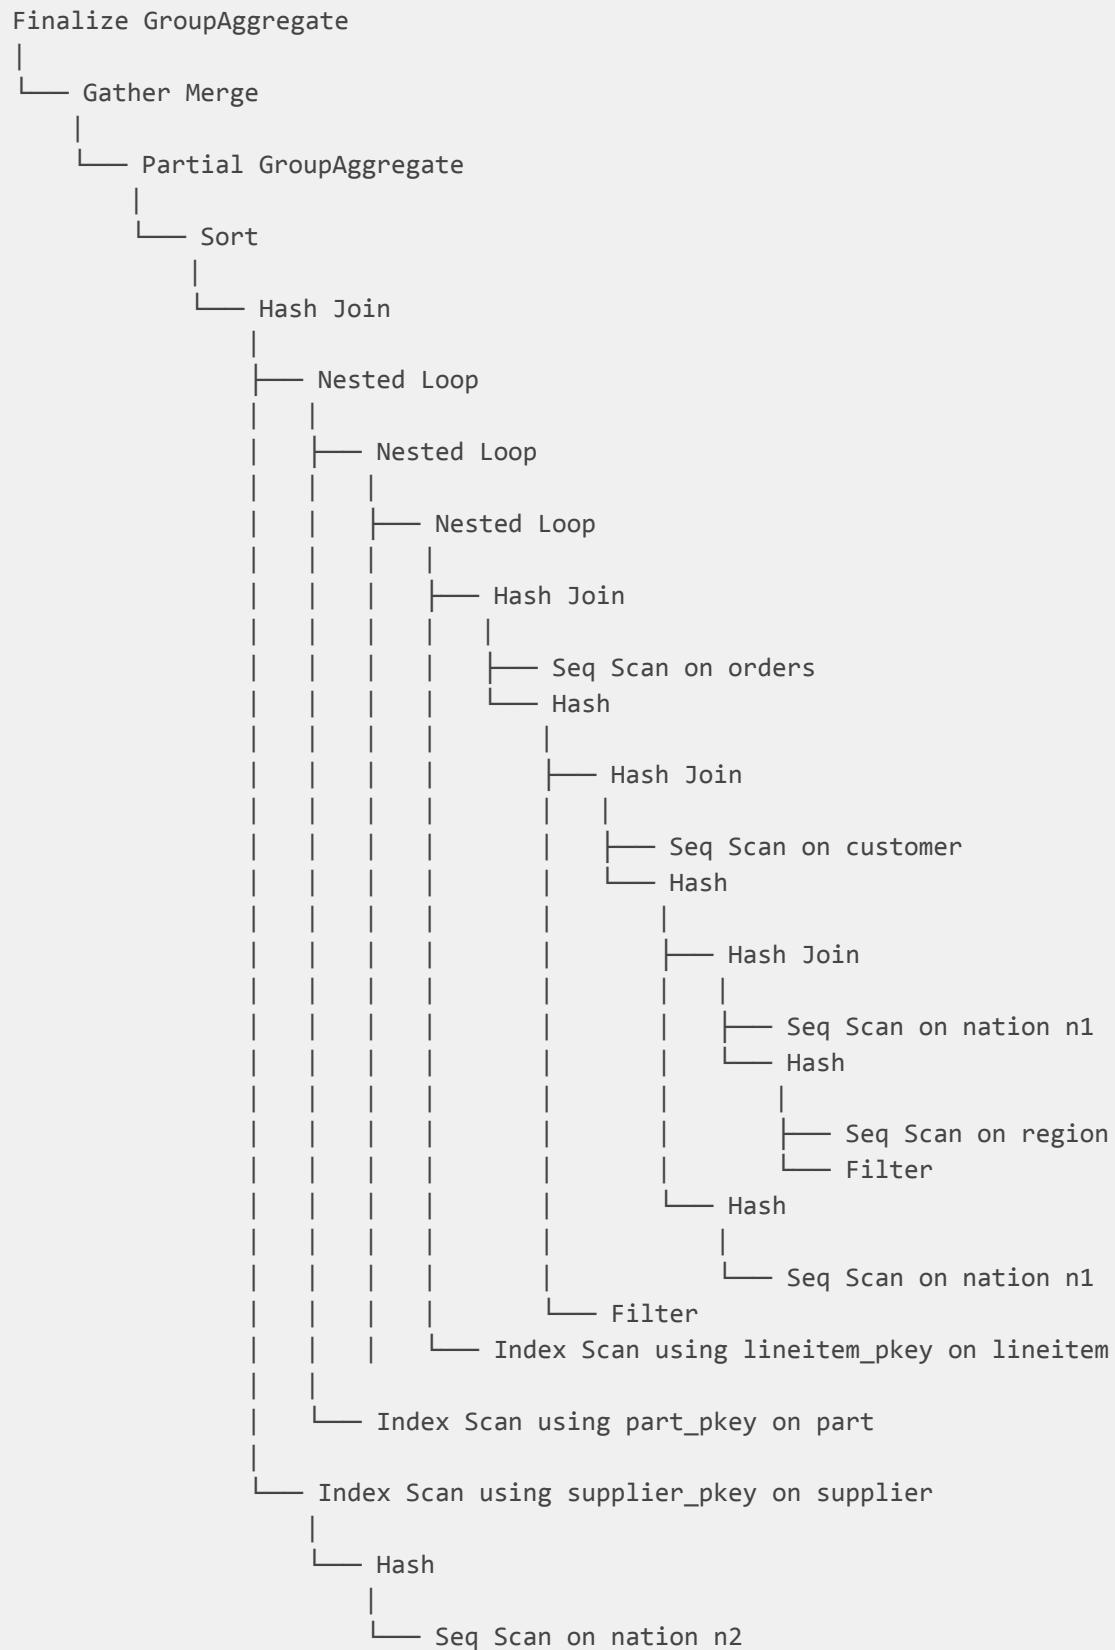 Finalize GroupAggregate
Gather Merge
Partial GroupAggregate
Sort
Hash Join
Nested Loop
Nested Loop
Nested Loop
Hash Join
Seq Scan on orders
Hash
Hash Join
Seq Scan on customer
Hash
Hash Join
Seq Scan on nation n1
Hash
Seq Scan on region
Filter
Hash
Seq Scan on nation n1
Filter
Index Scan using lineitem_pkey on lineitem
Index Scan using part_pkey on part
Index Scan using supplier_pkey on supplier
Hash
Seq Scan on nation n2